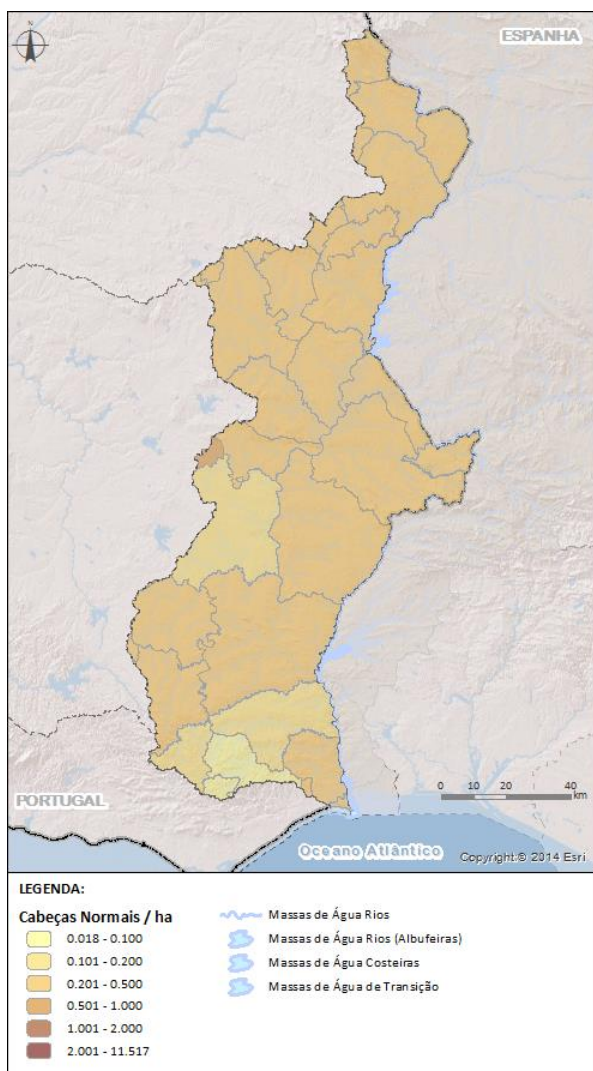 N
ESPANHA
PORTUGAL
0 10 20 40
km
Oceano Atlântico
Copyright:© 2014 Esri
LEGENDA:
Cabeças Normais / ha
0.018 - 0.100
0.101 - 0.200
0.201 - 0.500
0.501 - 1.000
1.001 - 2.000
2.001 - 11.517
Massas de Água Rios
Massas de Água Rios (Albufeiras)
Massas de Água Costeiras
Massas de Água de Transição